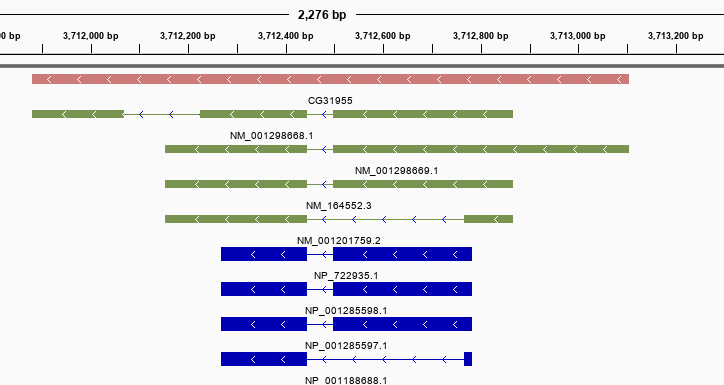 2,276 bp
00 bp 3,712,000 bp 3,712,200 bp 3,712,400 bp 3,712,600 bp 3,712,800 bp 3,713,000 bp 3,713,200 bp
CG31955
NM_001298668.1
NM_001298669.1
NM_164552.3
NM_001201759.2
NP_722935.1
NP_001285598.1
NP_001285597.1
NP_001188688.1